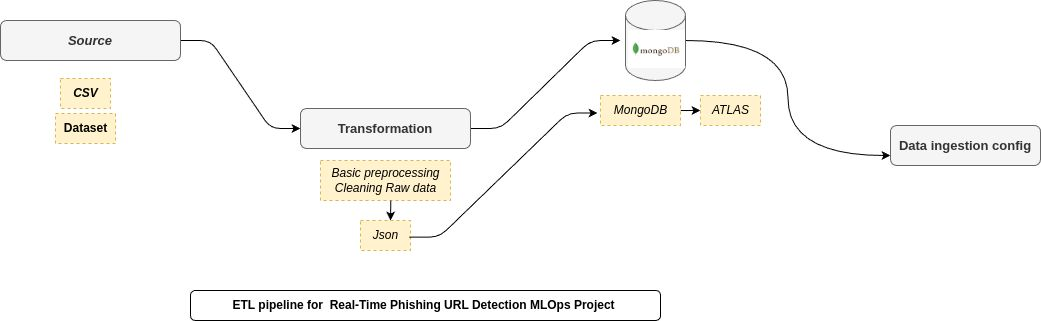 Source
CSV
Dataset
Transformation
Basic preprocessing
Cleaning Raw data
Json
mongoDB
MongoDB
ATLAS
Data ingestion config
ETL pipeline for  Real-Time Phishing URL Detection MLOps Project